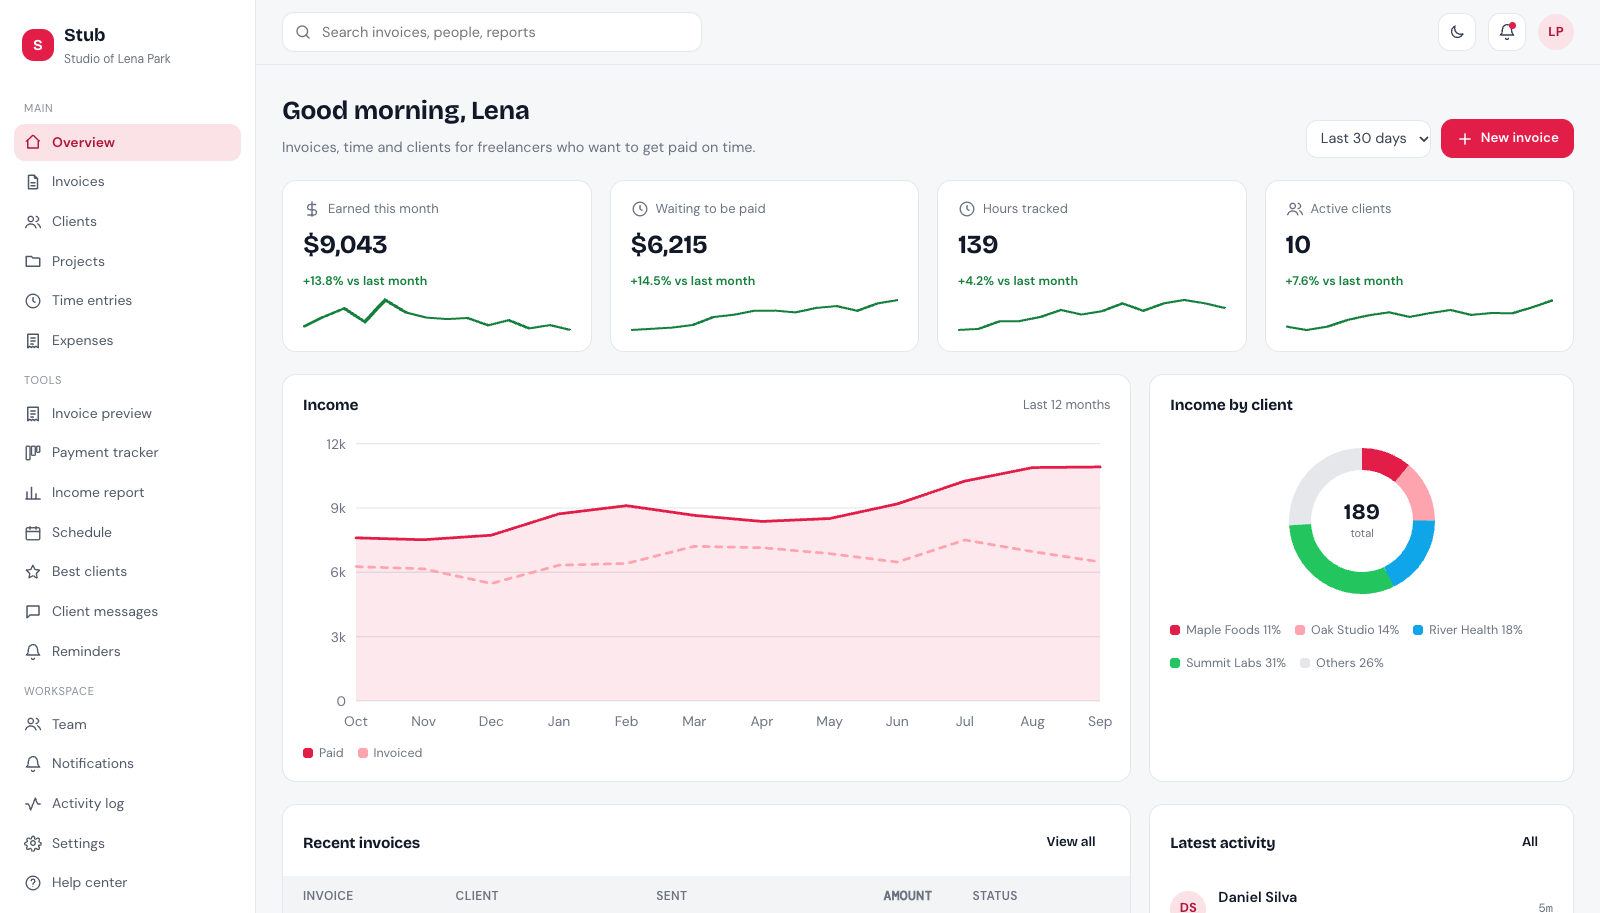 S
Stub
Studio of Lena Park
MAIN
Overview
Invoices
Clients
Projects
Time entries
Expenses
TOOLS
Invoice preview
Payment tracker
Income report
Schedule
Best clients
Client messages
Reminders
WORKSPACE
Team
Notifications
Activity log
Settings
Help center
Search invoices, people, reports
LP
Good morning, Lena
Invoices, time and clients for freelancers who want to get paid on time.
Last 30 days
New invoice
Earned this month
$9,043
+13.8% vs last month
Waiting to be paid
$6,215
+14.5% vs last month
Hours tracked
139
+4.2% vs last month
Active clients
10
+7.6% vs last month
Income
Last 12 months
12k
9k
6k
3k
0
Oct Nov Dec Jan Feb Mar Apr May Jun Jul Aug Sep
Paid Invoiced
Income by client
189
total
Maple Foods 11% Oak Studio 14% River Health 18%
Summit Labs 31% Others 26%
Recent invoices
View all
INVOICE CLIENT SENT AMOUNT STATUS
Latest activity
All
DS
Daniel Silva
5m